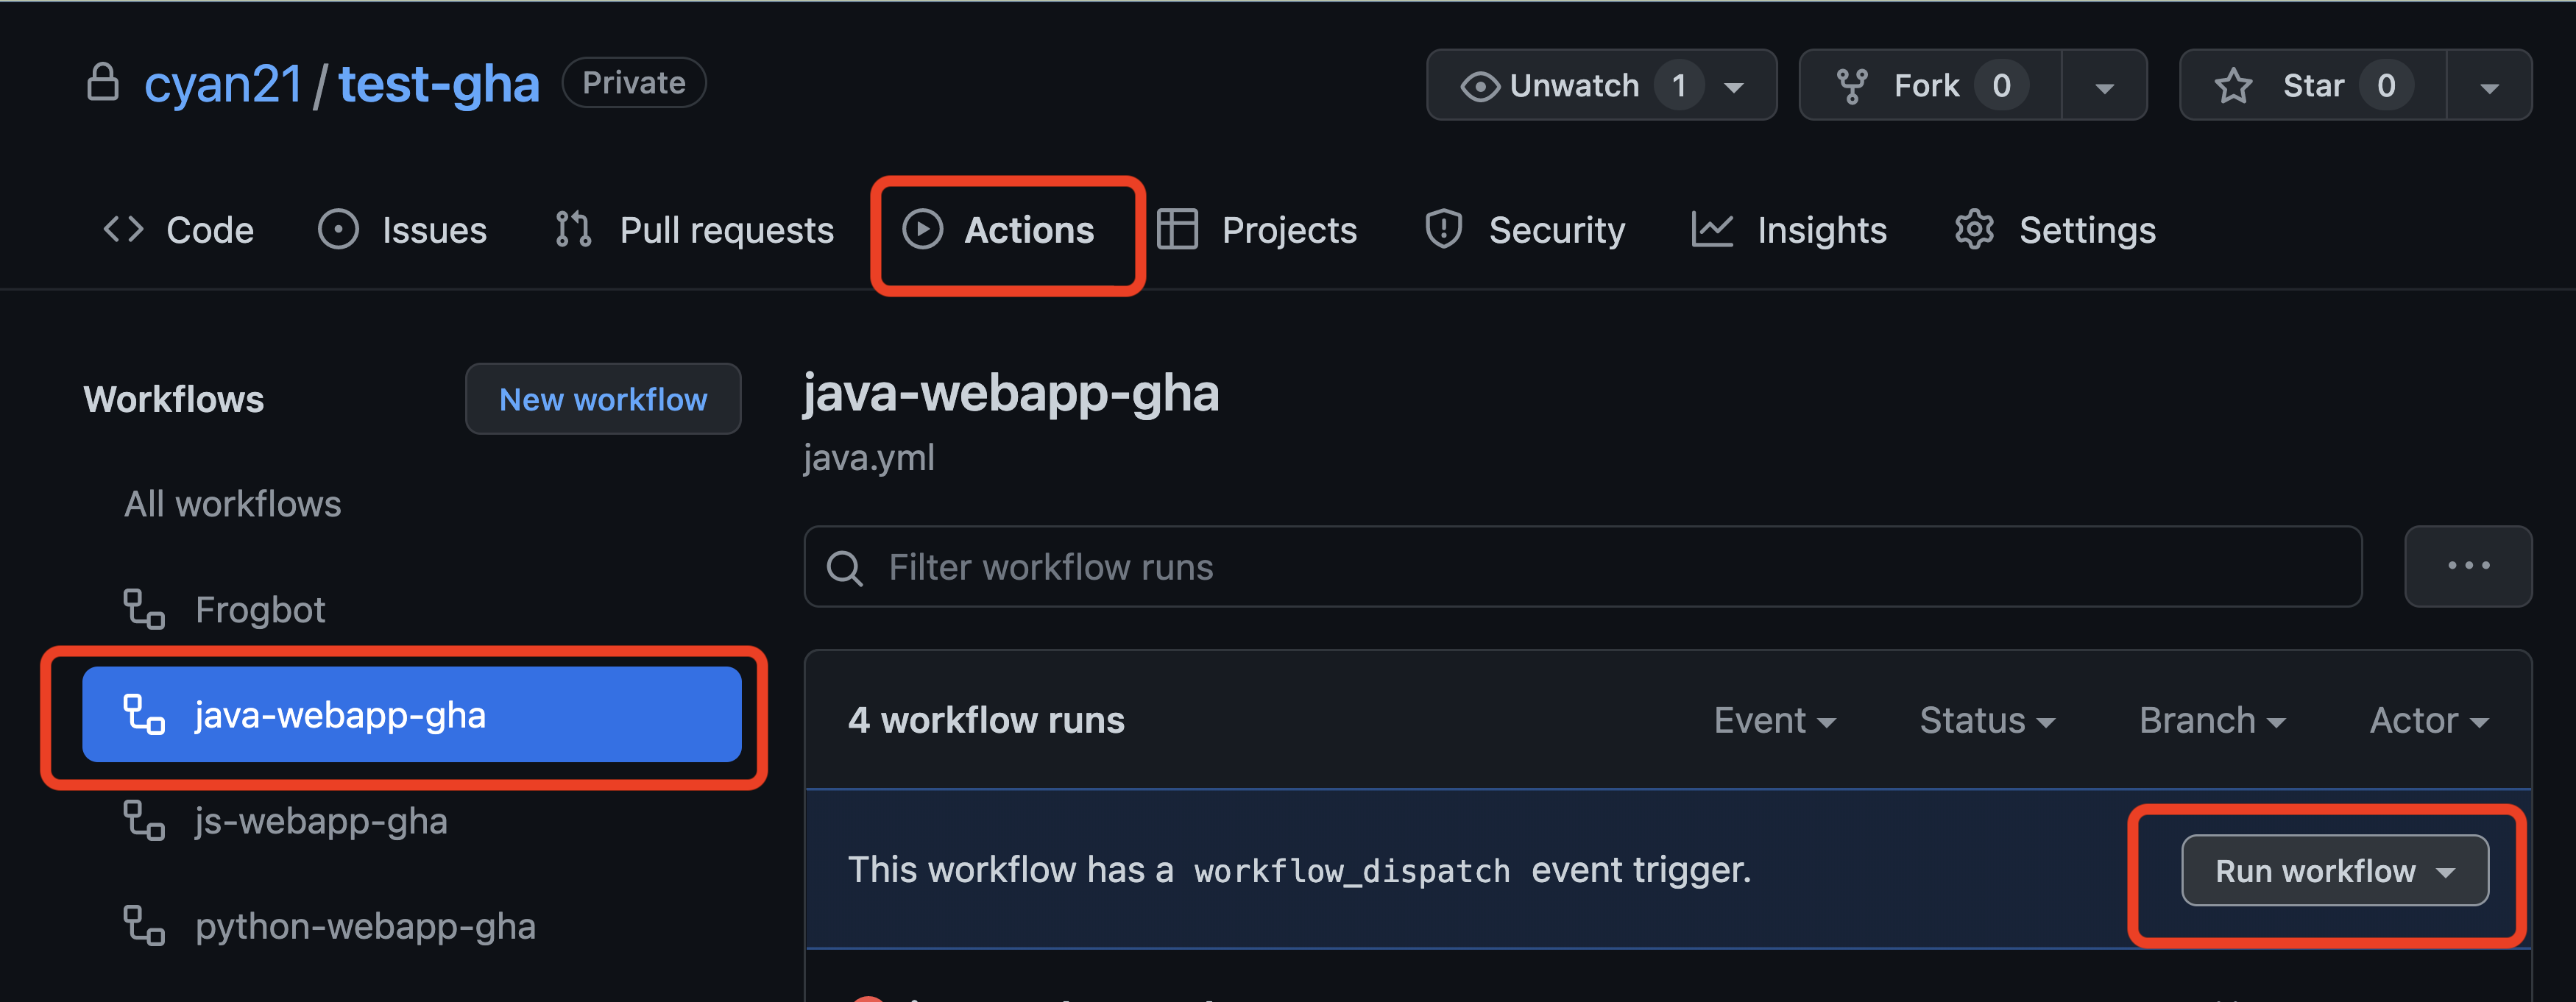 cyan21 / test-gha Private
Unwatch 1 Fork 0 Star 0
Code Issues Pull requests Actions Projects Security Insights Settings
Workflows New workflow
All workflows
Frogbot
java-webapp-gha
js-webapp-gha
python-webapp-gha
java-webapp-gha
java.yml
Filter workflow runs
4 workflow runs Event Status Branch Actor
This workflow has a workflow_dispatch event trigger. Run workflow